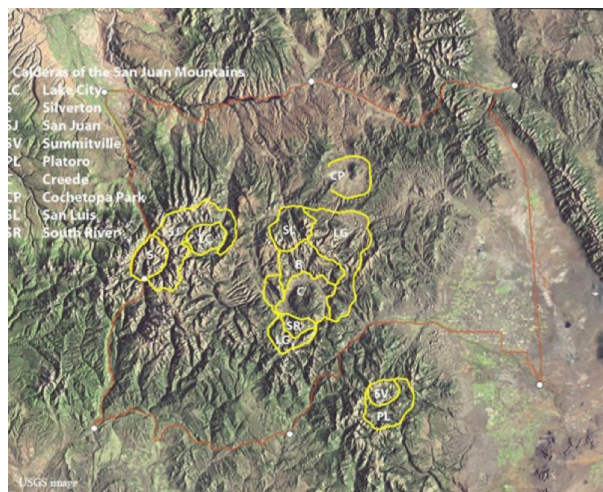 Calderas of the San Juan Mountains
LC Lake City
S Silverton
SJ San Juan
SV Summitville
PL Platoro
C Creede
CP Cochetopa Park
SL San Luis
SR South River
CP
SJ
LC
S
SL
LG
B
C
SR
LG
SV
PL
USGS image